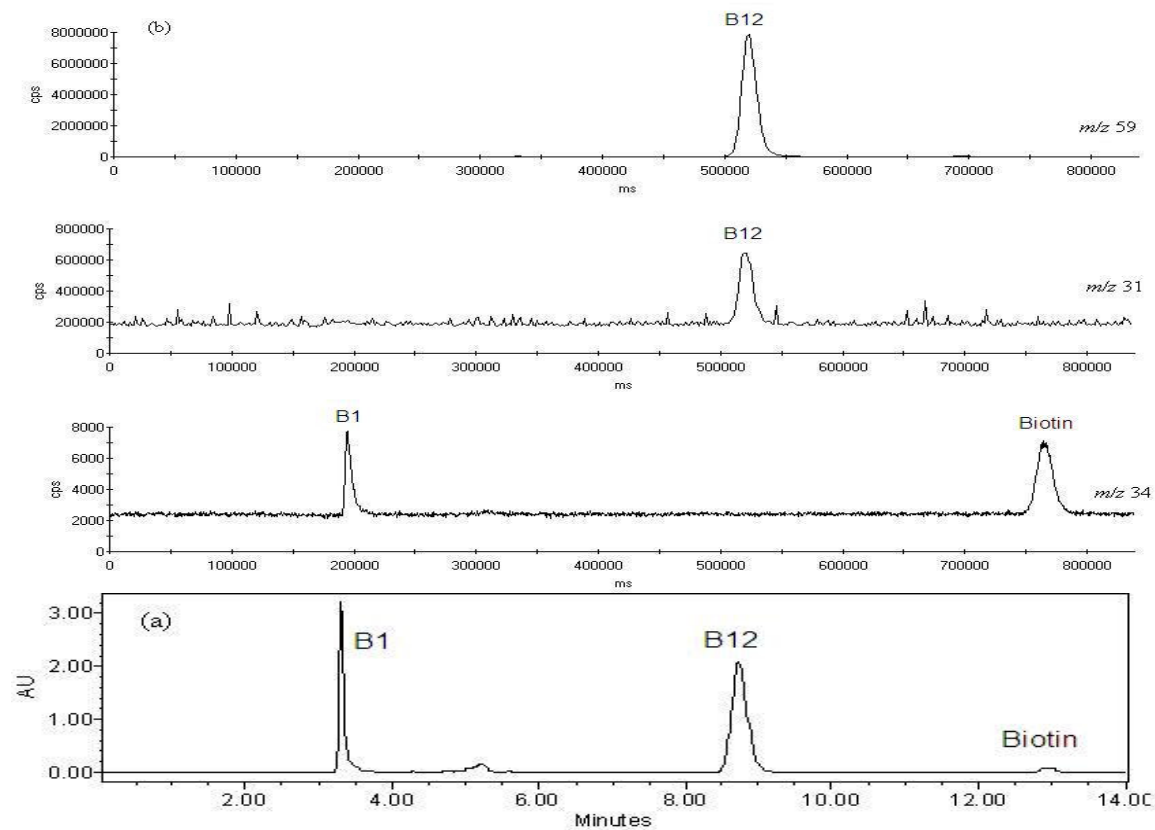 (b)
B12
8000000
6000000
4000000
2000000
0
cps
m/z 59
0 100000 200000 300000 400000 500000 600000 700000 800000
ms
B12
800000
600000
400000
200000
0
cps
m/z 31
0 100000 200000 300000 400000 500000 600000 700000 800000
ms
B1
Biotin
8000
6000
4000
2000
0
cps
m/z 34
0 100000 200000 300000 400000 500000 600000 700000 800000
ms
(a)
B1
B12
Biotin
3.00
2.00
1.00
0.00
AU
2.00 4.00 6.00 8.00 10.00 12.00 14.00
Minutes